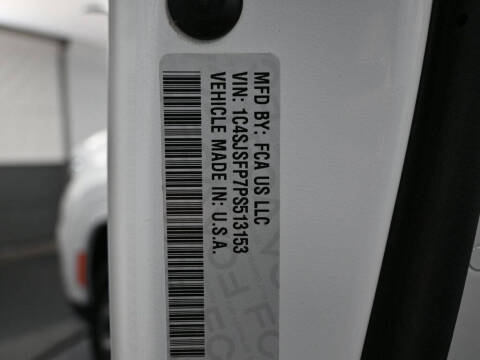 MFD BY: FCA US LLC
VIN: 1C4SJSFP7PS513153
VEHICLE MADE IN: U.S.A.